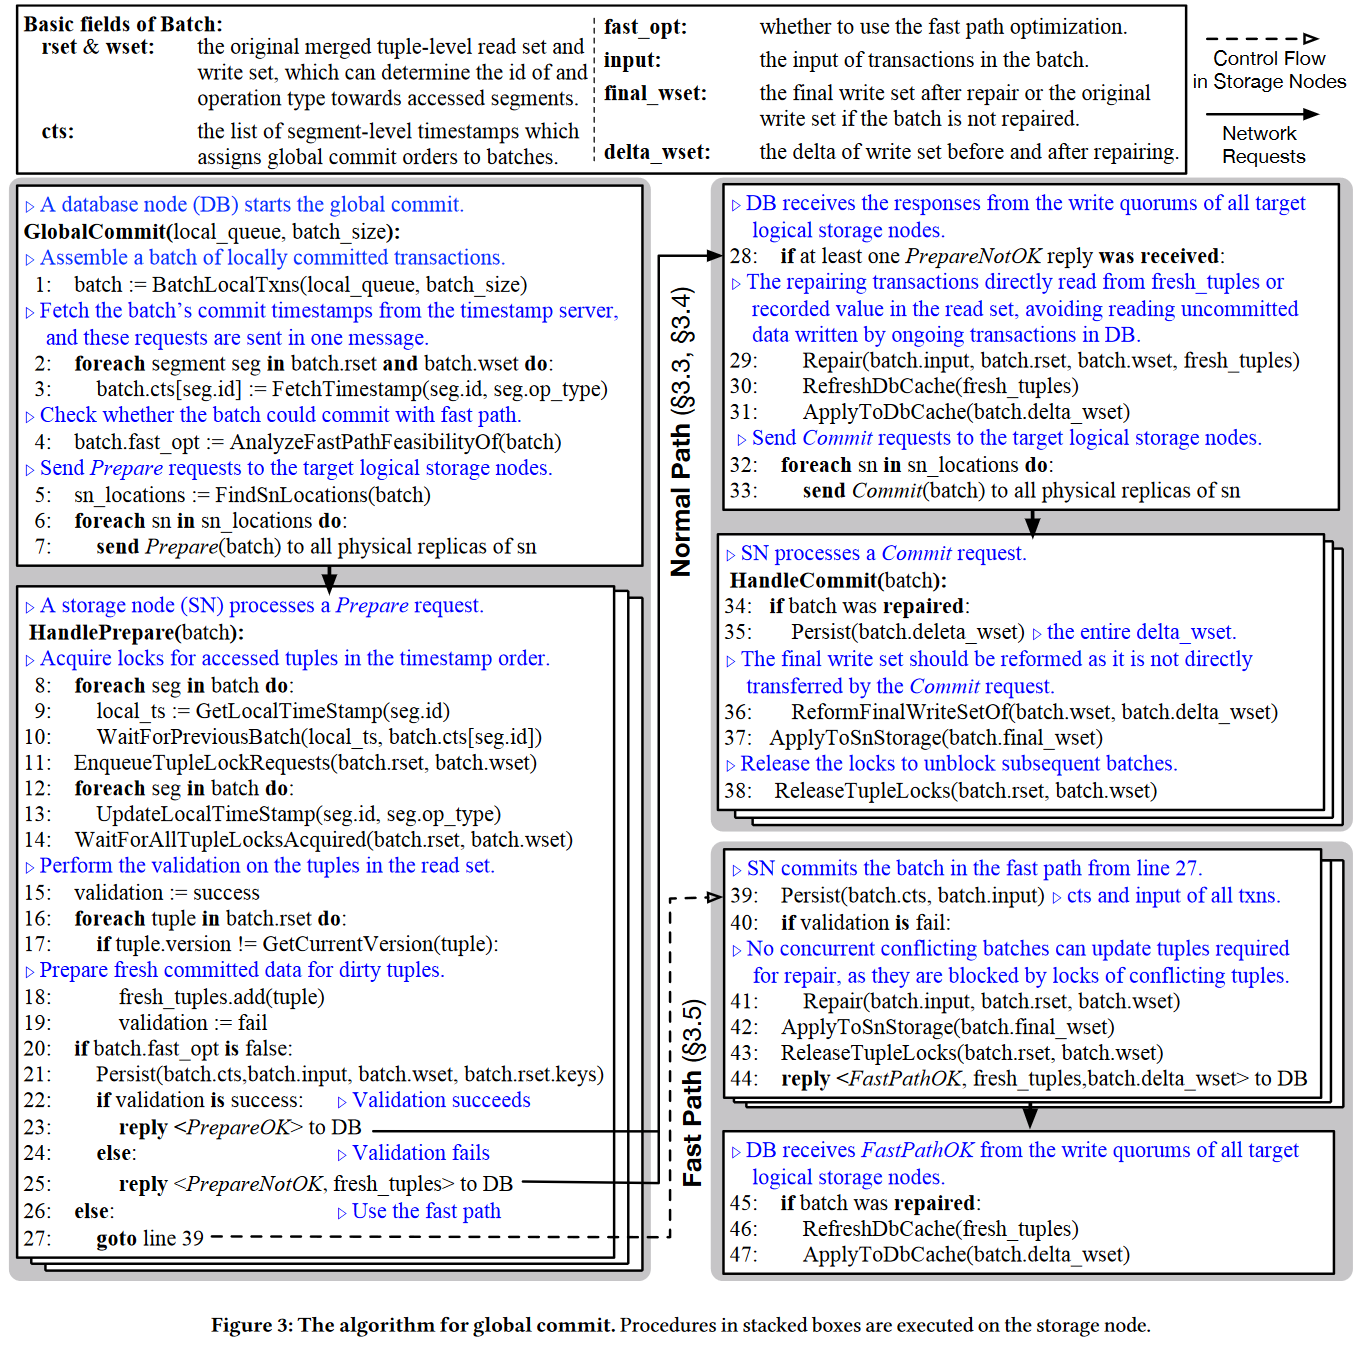 Basic fields of Batch:
rset & wset: the original merged tuple-level read set and
write set, which can determine the id of and
operation type towards accessed segments.
cts: the list of segment-level timestamps which
assigns global commit orders to batches.
fast_opt: whether to use the fast path optimization.
input: the input of transactions in the batch.
final_wset: the final write set after repair or the original
write set if the batch is not repaired.
delta_wset: the delta of write set before and after repairing.
Control Flow
in Storage Nodes
Network
Requests
▷ A database node (DB) starts the global commit.
GlobalCommit(local_queue, batch_size):
▷ Assemble a batch of locally committed transactions.
1: batch := BatchLocalTxns(local_queue, batch_size)
▷ Fetch the batch’s commit timestamps from the timestamp server,
and these requests are sent in one message.
2: foreach segment seg in batch.rset and batch.wset do:
3: batch.cts[seg.id] := FetchTimestamp(seg.id, seg.op_type)
▷ Check whether the batch could commit with fast path.
4: batch.fast_opt := AnalyzeFastPathFeasibilityOf(batch)
▷ Send Prepare requests to the target logical storage nodes.
5: sn_locations := FindSnLocations(batch)
6: foreach sn in sn_locations do:
7: send Prepare(batch) to all physical replicas of sn
▷ A storage node (SN) processes a Prepare request.
HandlePrepare(batch):
▷ Acquire locks for accessed tuples in the timestamp order.
8: foreach seg in batch do:
9: local_ts := GetLocalTimeStamp(seg.id)
10: WaitForPreviousBatch(local_ts, batch.cts[seg.id])
11: EnqueueTupleLockRequests(batch.rset, batch.wset)
12: foreach seg in batch do:
13: UpdateLocalTimeStamp(seg.id, seg.op_type)
14: WaitForAllTupleLocksAcquired(batch.rset, batch.wset)
▷ Perform the validation on the tuples in the read set.
15: validation := success
16: foreach tuple in batch.rset do:
17: if tuple.version != GetCurrentVersion(tuple):
▷ Prepare fresh committed data for dirty tuples.
18: fresh_tuples.add(tuple)
19: validation := fail
20: if batch.fast_opt is false:
21: Persist(batch.cts,batch.input, batch.wset, batch.rset.keys)
22: if validation is success: ▷ Validation succeeds
23: reply <PrepareOK> to DB
24: else: ▷ Validation fails
25: reply <PrepareNotOK, fresh_tuples> to DB
26: else: ▷ Use the fast path
27: goto line 39
Normal Path (§3.3, §3.4)
Fast Path (§3.5)
▷ DB receives the responses from the write quorums of all target
logical storage nodes.
28: if at least one PrepareNotOK reply was received:
▷ The repairing transactions directly read from fresh_tuples or
recorded value in the read set, avoiding reading uncommitted
data written by ongoing transactions in DB.
29: Repair(batch.input, batch.rset, batch.wset, fresh_tuples)
30: RefreshDbCache(fresh_tuples)
31: ApplyToDbCache(batch.delta_wset)
▷ Send Commit requests to the target logical storage nodes.
32: foreach sn in sn_locations do:
33: send Commit(batch) to all physical replicas of sn
▷ SN processes a Commit request.
HandleCommit(batch):
34: if batch was repaired:
35: Persist(batch.deleta_wset) ▷ the entire delta_wset.
▷ The final write set should be reformed as it is not directly
transferred by the Commit request.
36: ReformFinalWriteSetOf(batch.wset, batch.delta_wset)
37: ApplyToSnStorage(batch.final_wset)
▷ Release the locks to unblock subsequent batches.
38: ReleaseTupleLocks(batch.rset, batch.wset)
▷ SN commits the batch in the fast path from line 27.
39: Persist(batch.cts, batch.input) ▷ cts and input of all txns.
40: if validation is fail:
▷ No concurrent conflicting batches can update tuples required
for repair, as they are blocked by locks of conflicting tuples.
41: Repair(batch.input, batch.rset, batch.wset)
42: ApplyToSnStorage(batch.final_wset)
43: ReleaseTupleLocks(batch.rset, batch.wset)
44: reply <FastPathOK, fresh_tuples,batch.delta_wset> to DB
▷ DB receives FastPathOK from the write quorums of all target
logical storage nodes.
45: if batch was repaired:
46: RefreshDbCache(fresh_tuples)
47: ApplyToDbCache(batch.delta_wset)
Figure 3: The algorithm for global commit. Procedures in stacked boxes are executed on the storage node.